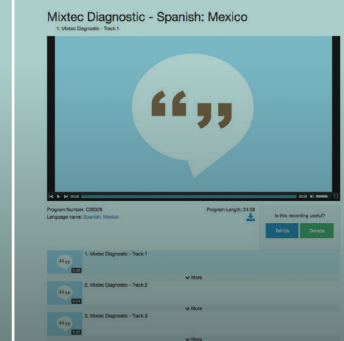 Mixtec Diagnostic - Spanish: Mexico
1. Mixtec Diagnostic - Track 1
“ ”
Program Number: C38029
Program Length: 24:56
Language name: Spanish: Mexico
Is this recording useful?
Tell Us
Donate
1. Mixtec Diagnostic - Track 1
More
2. Mixtec Diagnostic - Track 2
More
3. Mixtec Diagnostic - Track 3
More